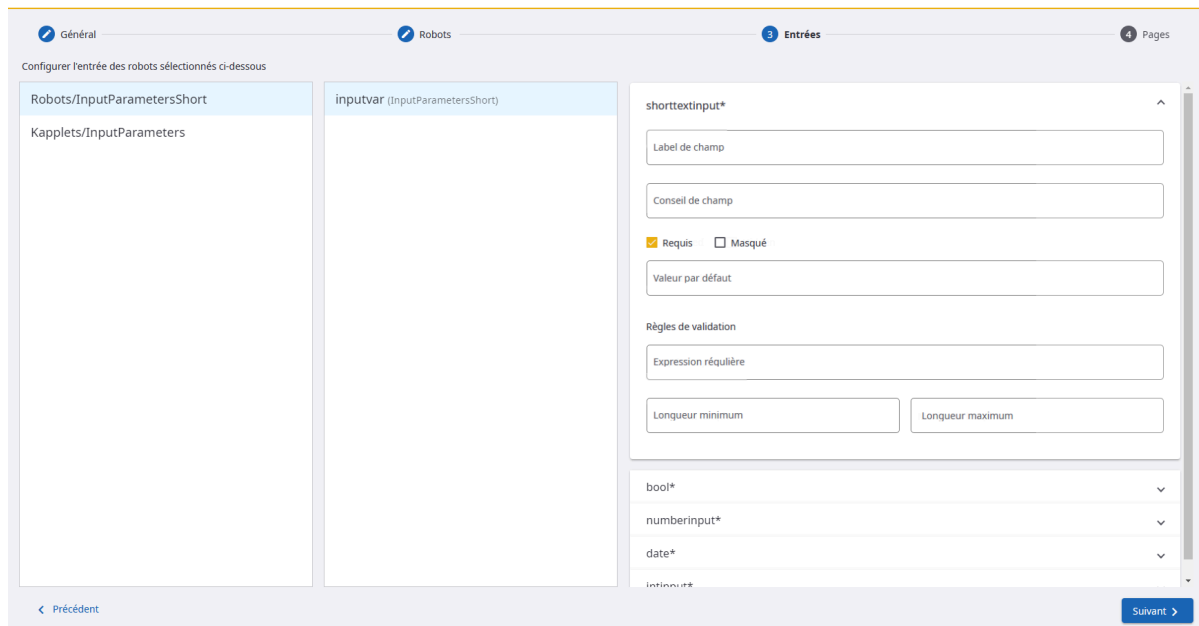 Général
Robots
3 Entrées
4 Pages
Configurer l'entrée des robots sélectionnés ci-dessous
Robots/InputParametersShort
Kapplets/InputParameters
inputvar (InputParametersShort)
shorttextinput*
Label de champ
Conseil de champ
Requis
Masqué
Valeur par défaut
Règles de validation
Expression régulière
Longueur minimum
Longueur maximum
bool*
numberinput*
date*
intinput*
Précédent
Suivant